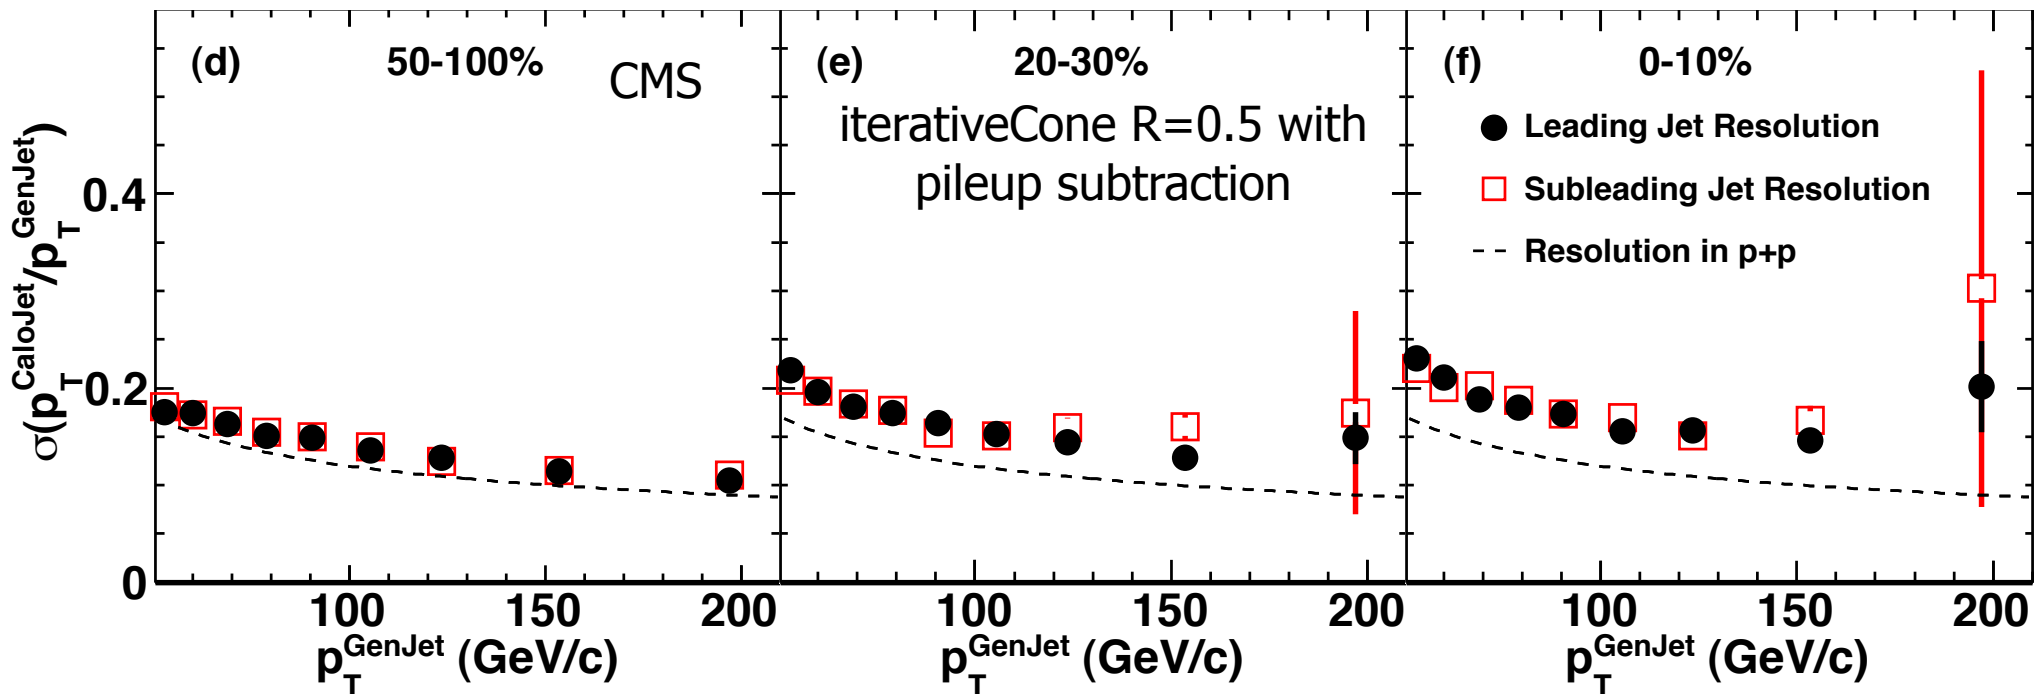 (d) 50-100% CMS
(e) 20-30%
iterativeCone R=0.5 with
pileup subtraction
(f) 0-10%
Leading Jet Resolution
Subleading Jet Resolution
Resolution in p+p
σ(p_T^CaloJet/p_T^GenJet)
0.4
0.2
0
100 150 200
100 150 200
100 150 200
p_T^GenJet (GeV/c)
p_T^GenJet (GeV/c)
p_T^GenJet (GeV/c)